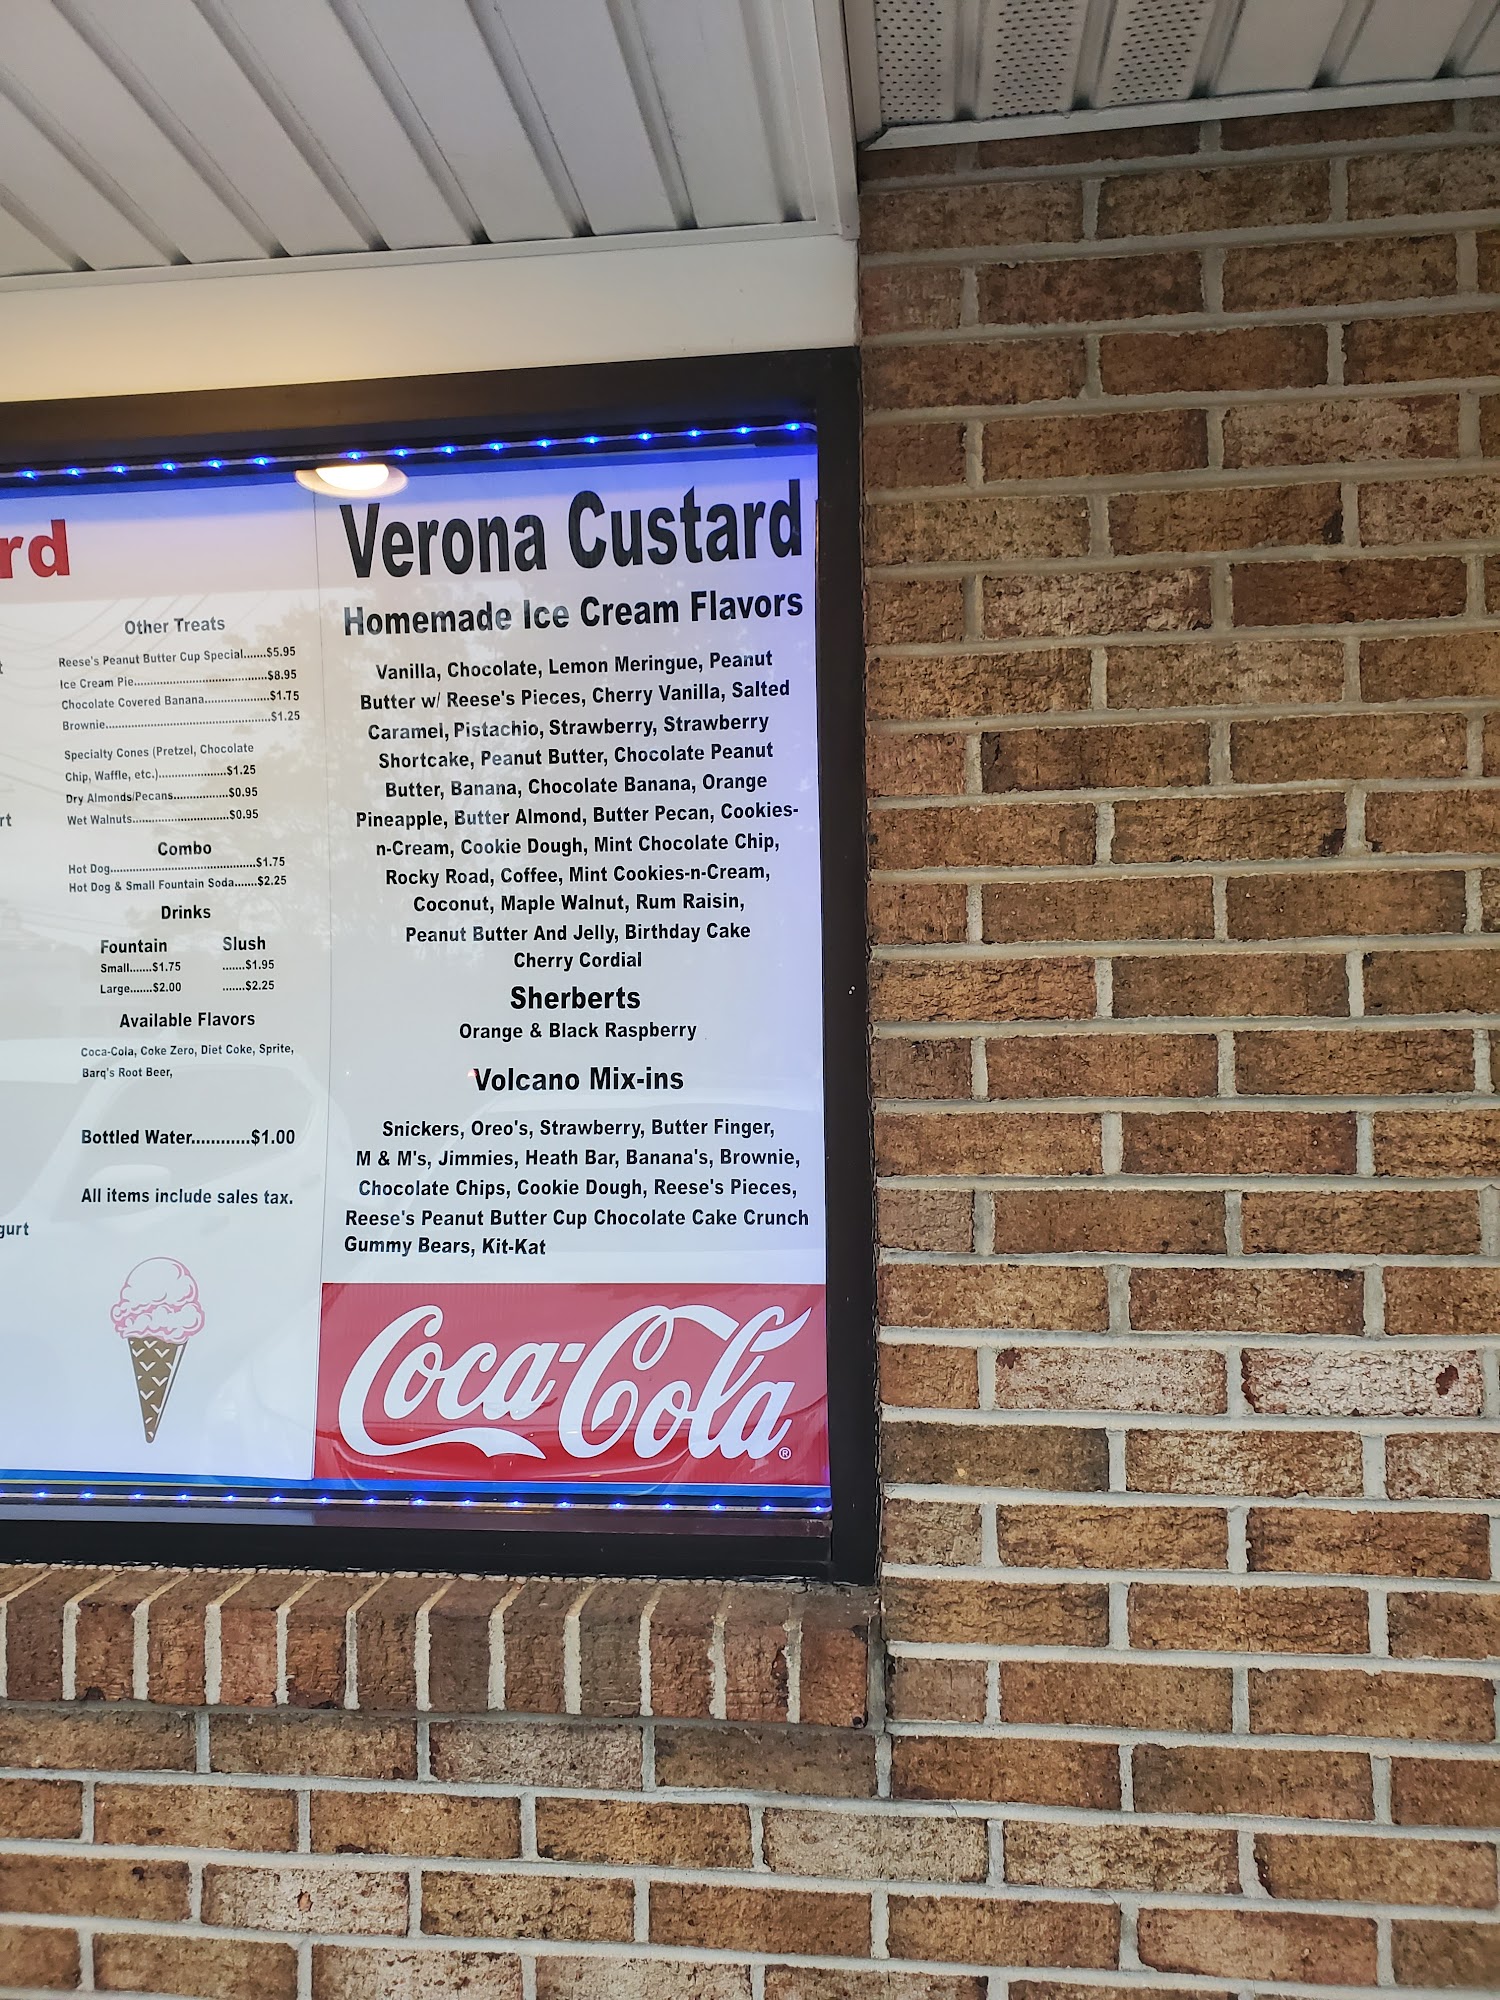 rd
t
rt
gurt
Other Treats
Reese's Peanut Butter Cup Special.......$5.95
Ice Cream Pie........................................$8.95
Chocolate Covered Banana...................$1.75
Brownie.................................................$1.25
Specialty Cones (Pretzel, Chocolate
Chip, Waffle, etc.).....................$1.25
Dry Almonds/Pecans.................$0.95
Wet Walnuts..............................$0.95
Combo
Hot Dog............................................$1.75
Hot Dog & Small Fountain Soda.......$2.25
Drinks
Fountain Slush
Small.......$1.75 .......$1.95
Large.......$2.00 .......$2.25
Available Flavors
Coca-Cola, Coke Zero, Diet Coke, Sprite,
Barq's Root Beer,
Bottled Water............$1.00
All items include sales tax.
Verona Custard
Homemade Ice Cream Flavors
Vanilla, Chocolate, Lemon Meringue, Peanut
Butter w/ Reese's Pieces, Cherry Vanilla, Salted
Caramel, Pistachio, Strawberry, Strawberry
Shortcake, Peanut Butter, Chocolate Peanut
Butter, Banana, Chocolate Banana, Orange
Pineapple, Butter Almond, Butter Pecan, Cookies-
n-Cream, Cookie Dough, Mint Chocolate Chip,
Rocky Road, Coffee, Mint Cookies-n-Cream,
Coconut, Maple Walnut, Rum Raisin,
Peanut Butter And Jelly, Birthday Cake
Cherry Cordial
Sherberts
Orange & Black Raspberry
Volcano Mix-ins
Snickers, Oreo's, Strawberry, Butter Finger,
M & M's, Jimmies, Heath Bar, Banana's, Brownie,
Chocolate Chips, Cookie Dough, Reese's Pieces,
Reese's Peanut Butter Cup Chocolate Cake Crunch
Gummy Bears, Kit-Kat
Coca-Cola®